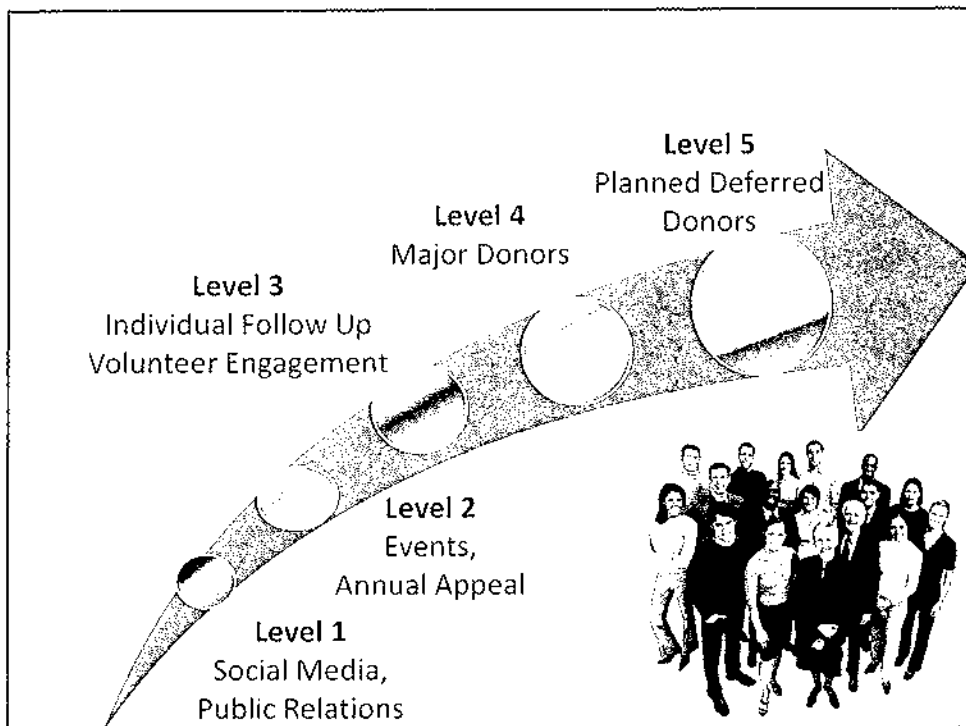 Level 5
Planned Deferred
Donors
Level 4
Major Donors
Level 3
Individual Follow Up
Volunteer Engagement
Level 2
Events,
Annual Appeal
Level 1
Social Media,
Public Relations